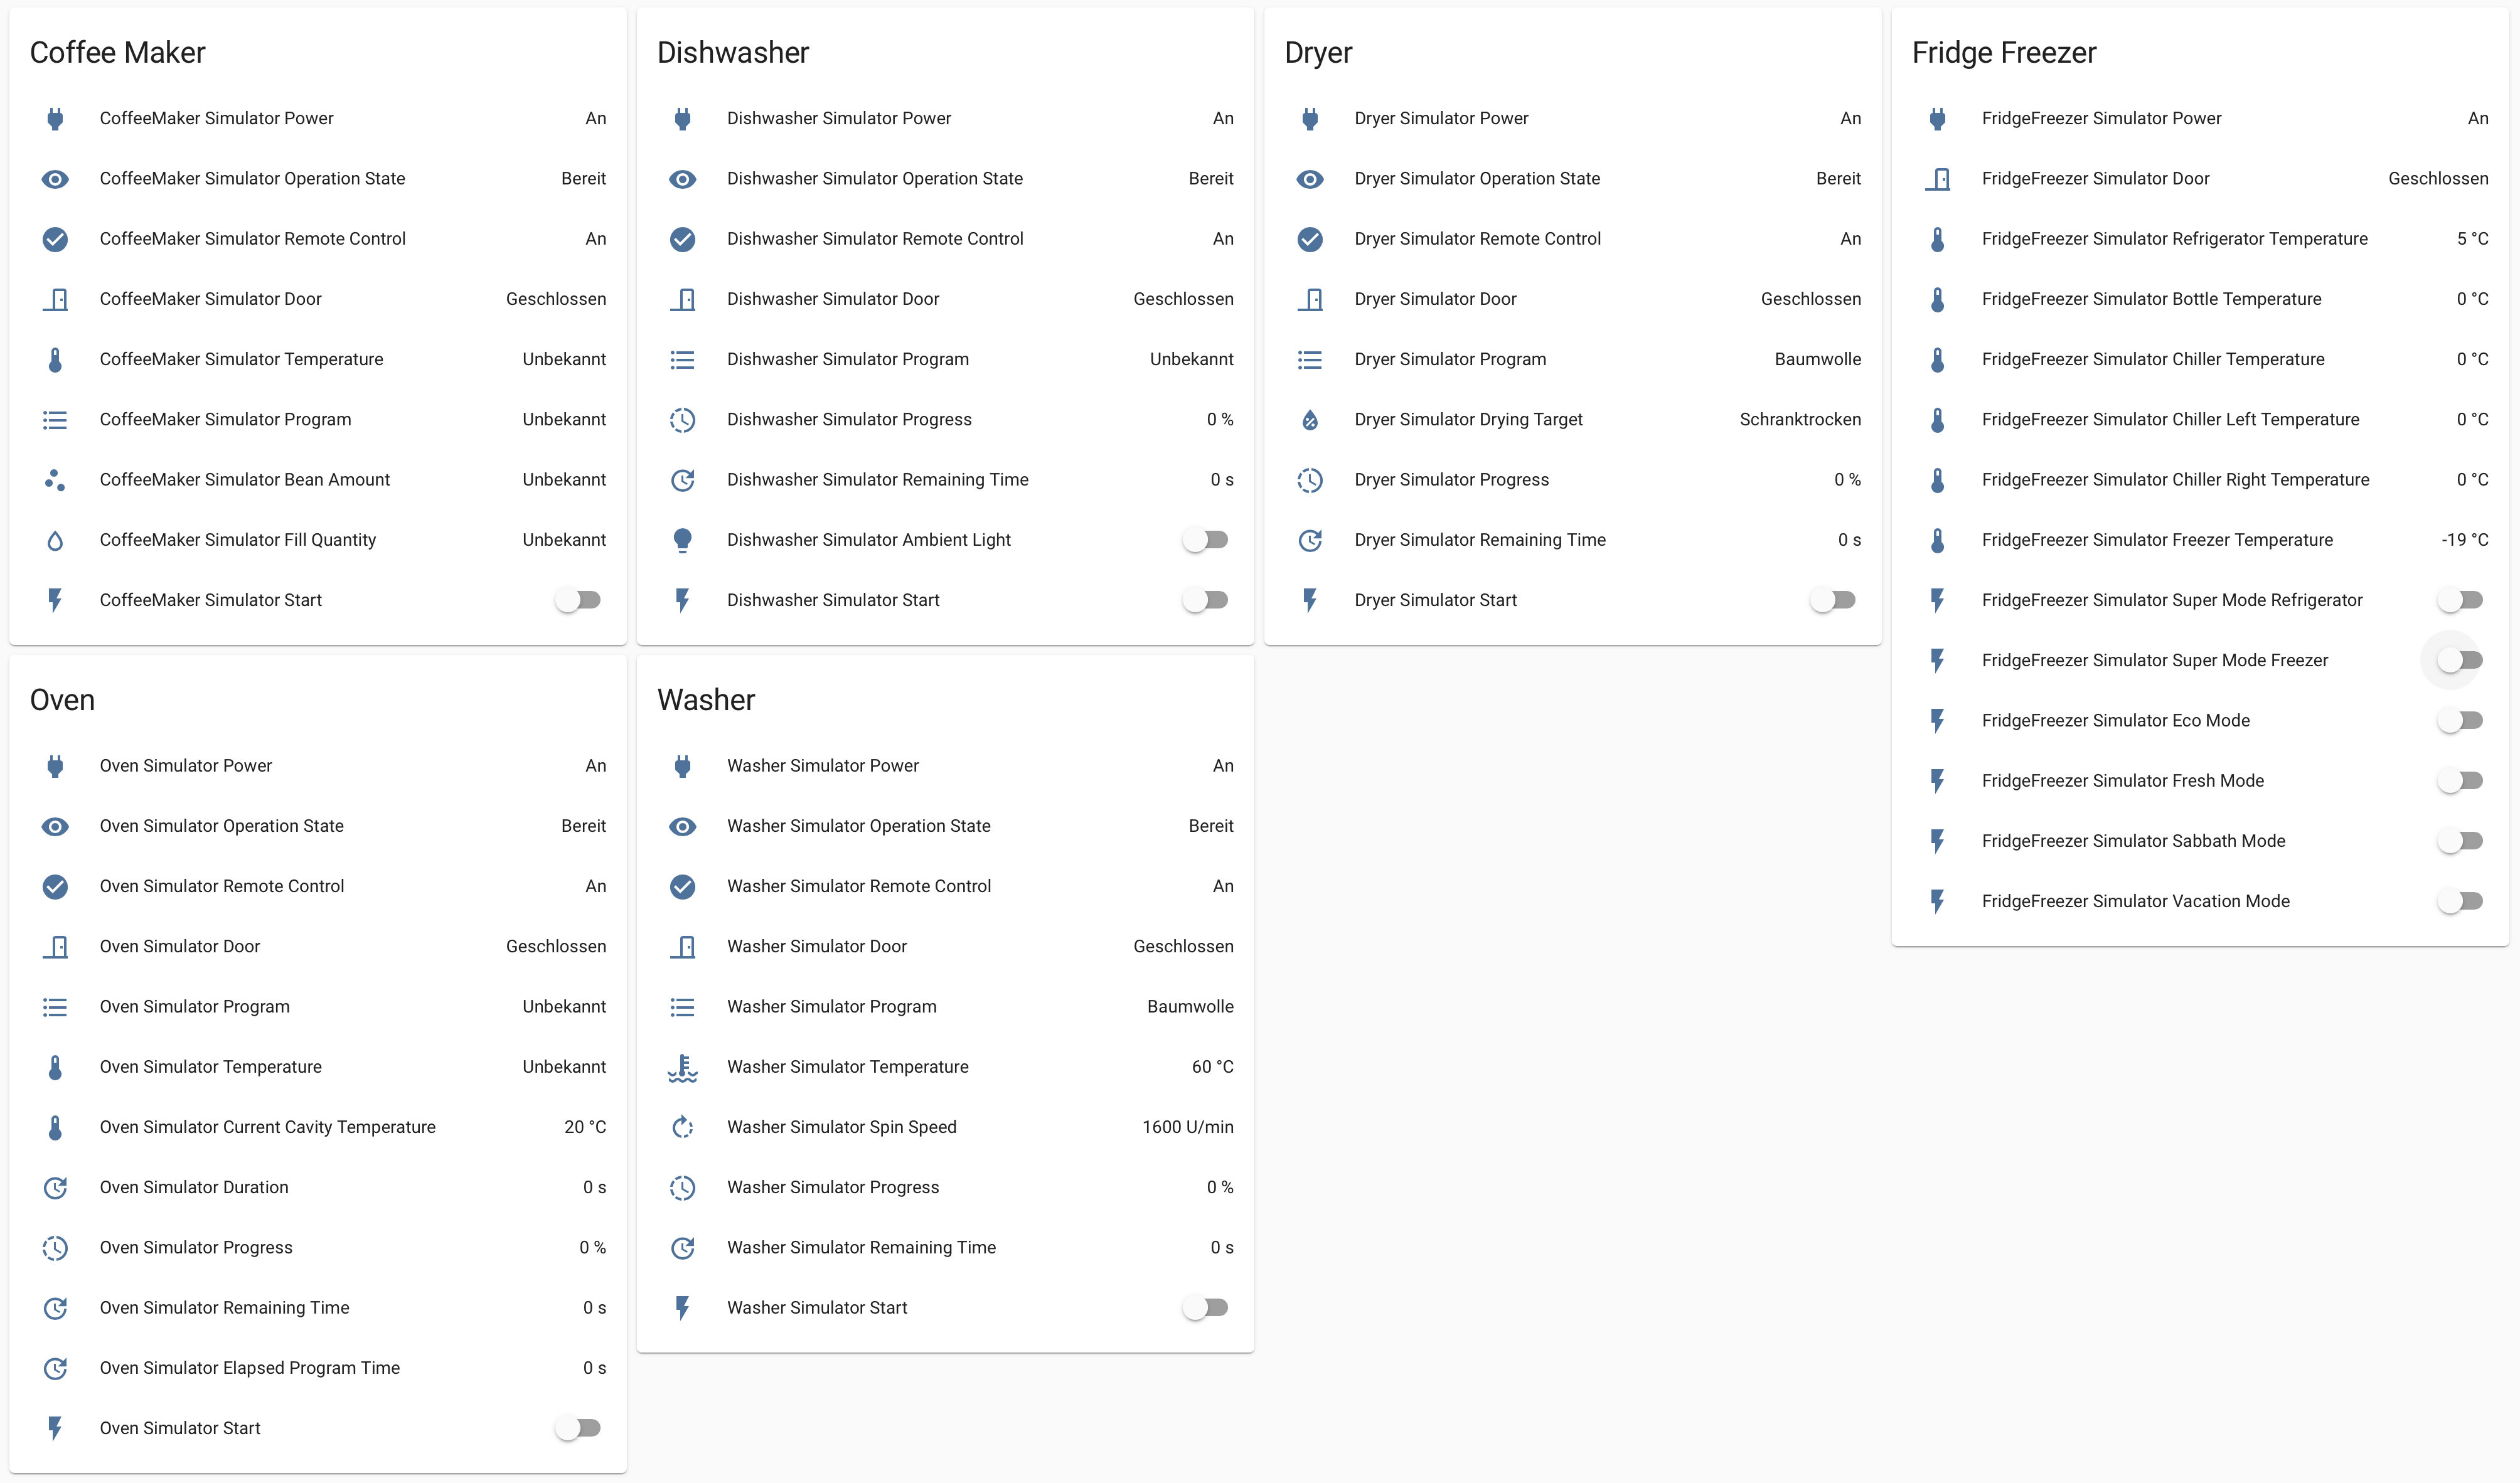 Coffee Maker
CoffeeMaker Simulator Power An
CoffeeMaker Simulator Operation State Bereit
CoffeeMaker Simulator Remote Control An
CoffeeMaker Simulator Door Geschlossen
CoffeeMaker Simulator Temperature Unbekannt
CoffeeMaker Simulator Program Unbekannt
CoffeeMaker Simulator Bean Amount Unbekannt
CoffeeMaker Simulator Fill Quantity Unbekannt
CoffeeMaker Simulator Start
Dishwasher
Dishwasher Simulator Power An
Dishwasher Simulator Operation State Bereit
Dishwasher Simulator Remote Control An
Dishwasher Simulator Door Geschlossen
Dishwasher Simulator Program Unbekannt
Dishwasher Simulator Progress 0 %
Dishwasher Simulator Remaining Time 0 s
Dishwasher Simulator Ambient Light
Dishwasher Simulator Start
Dryer
Dryer Simulator Power An
Dryer Simulator Operation State Bereit
Dryer Simulator Remote Control An
Dryer Simulator Door Geschlossen
Dryer Simulator Program Baumwolle
Dryer Simulator Drying Target Schranktrocken
Dryer Simulator Progress 0 %
Dryer Simulator Remaining Time 0 s
Dryer Simulator Start
Fridge Freezer
FridgeFreezer Simulator Power An
FridgeFreezer Simulator Door Geschlossen
FridgeFreezer Simulator Refrigerator Temperature 5 °C
FridgeFreezer Simulator Bottle Temperature 0 °C
FridgeFreezer Simulator Chiller Temperature 0 °C
FridgeFreezer Simulator Chiller Left Temperature 0 °C
FridgeFreezer Simulator Chiller Right Temperature 0 °C
FridgeFreezer Simulator Freezer Temperature -19 °C
FridgeFreezer Simulator Super Mode Refrigerator
FridgeFreezer Simulator Super Mode Freezer
FridgeFreezer Simulator Eco Mode
FridgeFreezer Simulator Fresh Mode
FridgeFreezer Simulator Sabbath Mode
FridgeFreezer Simulator Vacation Mode
Oven
Oven Simulator Power An
Oven Simulator Operation State Bereit
Oven Simulator Remote Control An
Oven Simulator Door Geschlossen
Oven Simulator Program Unbekannt
Oven Simulator Temperature Unbekannt
Oven Simulator Current Cavity Temperature 20 °C
Oven Simulator Duration 0 s
Oven Simulator Progress 0 %
Oven Simulator Remaining Time 0 s
Oven Simulator Elapsed Program Time 0 s
Oven Simulator Start
Washer
Washer Simulator Power An
Washer Simulator Operation State Bereit
Washer Simulator Remote Control An
Washer Simulator Door Geschlossen
Washer Simulator Program Baumwolle
Washer Simulator Temperature 60 °C
Washer Simulator Spin Speed 1600 U/min
Washer Simulator Progress 0 %
Washer Simulator Remaining Time 0 s
Washer Simulator Start